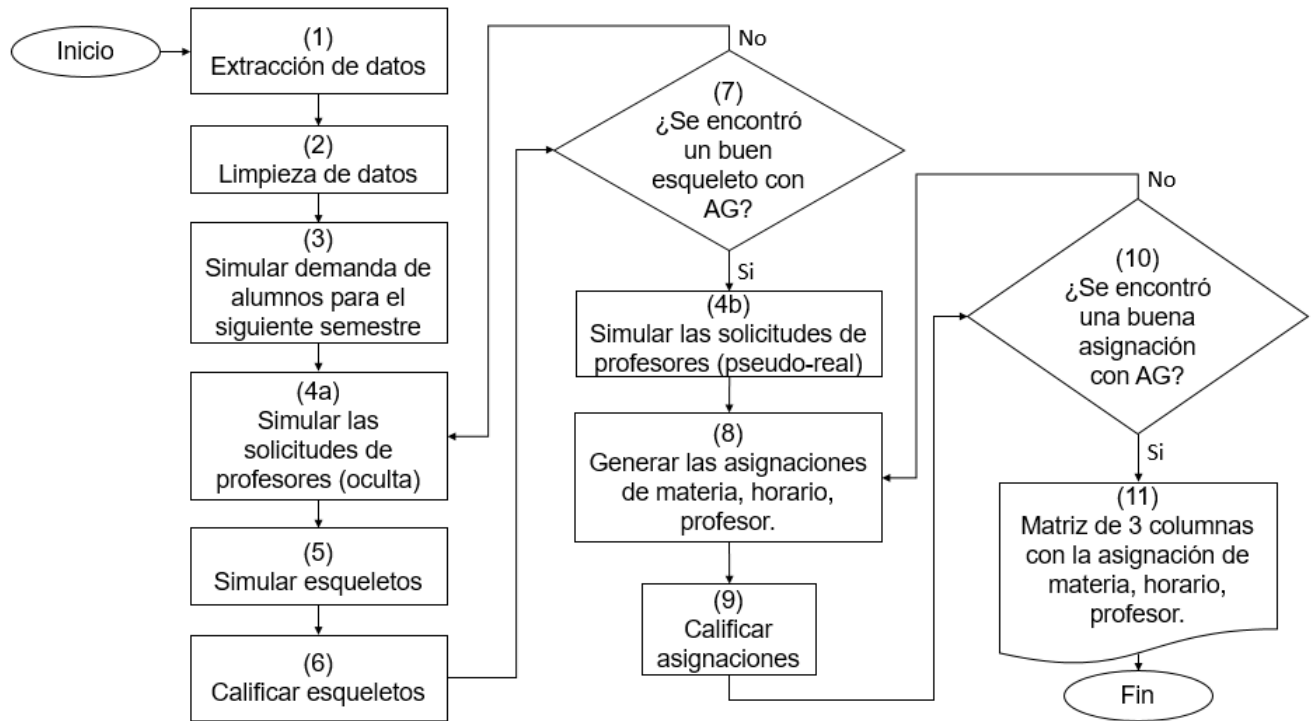 Inicio
(1)
Extracción de datos
(2)
Limpieza de datos
(3)
Simular demanda de
alumnos para el
siguiente semestre
(4a)
Simular las
solicitudes de
profesores (oculta)
(5)
Simular esqueletos
(6)
Calificar esqueletos
No
(7)
¿Se encontró
un buen
esqueleto con
AG?
Si
(4b)
Simular las solicitudes de
profesores (pseudo-real)
(8)
Generar las asignaciones
de materia, horario,
profesor.
(9)
Calificar
asignaciones
No
(10)
¿Se encontró
una buena
asignación
con AG?
Si
(11)
Matriz de 3 columnas
con la asignación de
materia, horario,
profesor.
Fin